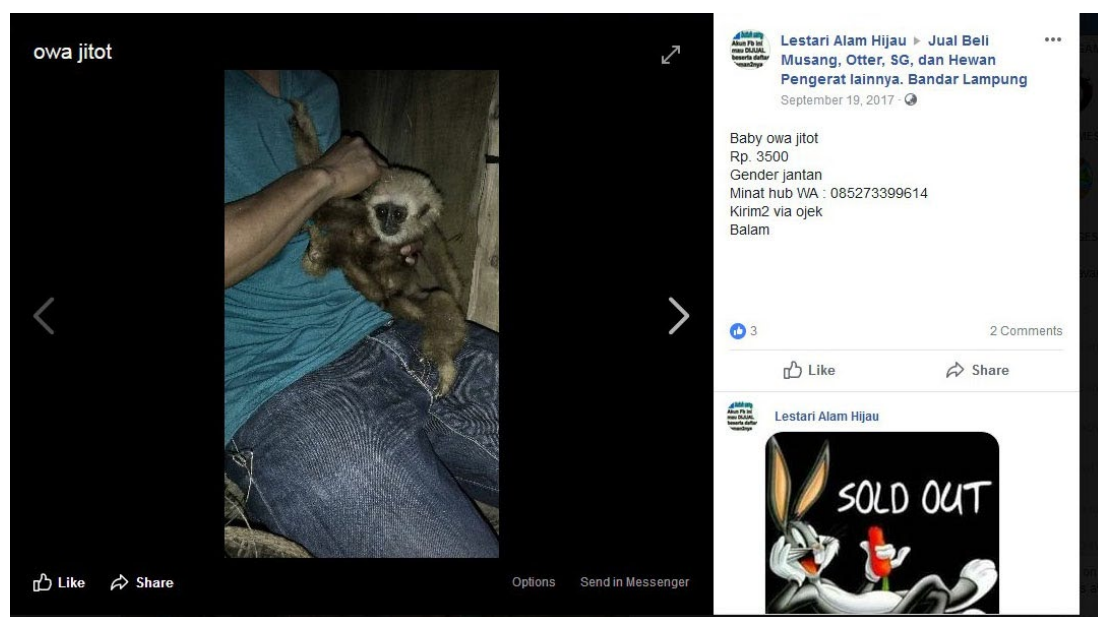 owa jitot
Lestari Alam Hijau ▸ Jual Beli
Musang, Otter, SG, dan Hewan
Pengerat lainnya. Bandar Lampung
September 19, 2017 ·
Baby owa jitot
Rp. 3500
Gender jantan
Minat hub WA : 085273399614
Kirim2 via ojek
Balam
3
2 Comments
Like
Share
Lestari Alam Hijau
SOLD OUT
Like
Share
Options
Send in Messenger